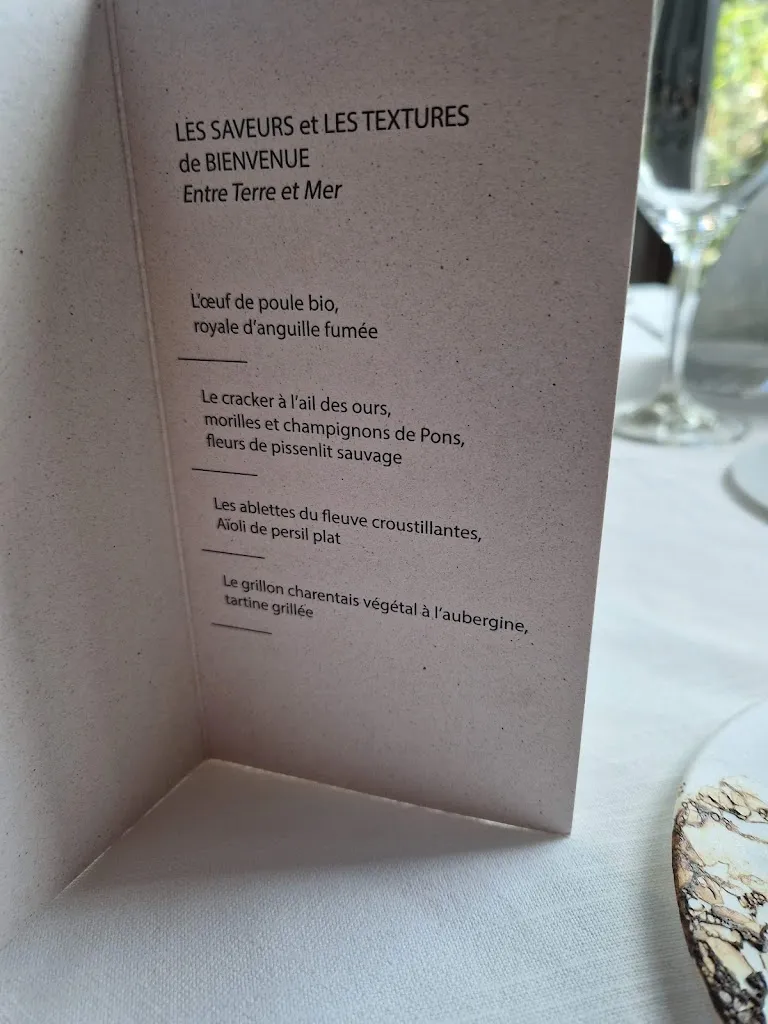 LES SAVEURS et LES TEXTURES
de BIENVENUE
Entre Terre et Mer
L'œuf de poule bio,
royale d'anguille fumée
Le cracker à l'ail des ours,
morilles et champignons de Pons,
fleurs de pissenlit sauvage
Les ablettes du fleuve croustillantes,
Aïoli de persil plat
Le grillon charentais végétal à l'aubergine,
tartine grillée